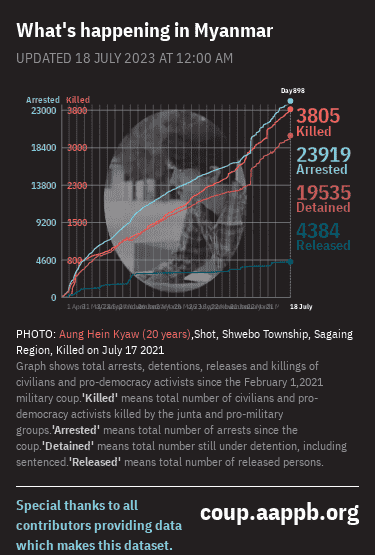 What's happening in Myanmar
UPDATED 18 JULY 2023 AT 12:00 AM
Day898
Arrested Killed
23000 3800
3805
Killed
18400 3000
23919
Arrested
13800 2300
19535
Detained
9200 1500
4384
Released
4600 800
0
18 July
PHOTO: Aung Hein Kyaw (20 years),Shot, Shwebo Township, Sagaing
Region, Killed on July 17 2021
Graph shows total arrests, detentions, releases and killings of
civilians and pro-democracy activists since the February 1,2021
military coup.'Killed' means total number of civilians and pro-
democracy activists killed by the junta and pro-military
groups.'Arrested' means total number of arrests since the
coup.'Detained' means total number still under detention, including
sentenced.'Released' means total number of released persons.
Special thanks to all
contributors providing data
which makes this dataset.
coup.aappb.org